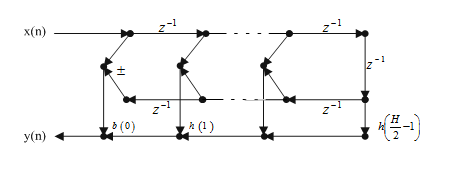 x(n)
z⁻¹
z⁻¹
±
z⁻¹
z⁻¹
z⁻¹
b(0)
h(1)
h(H/2−1)
y(n)